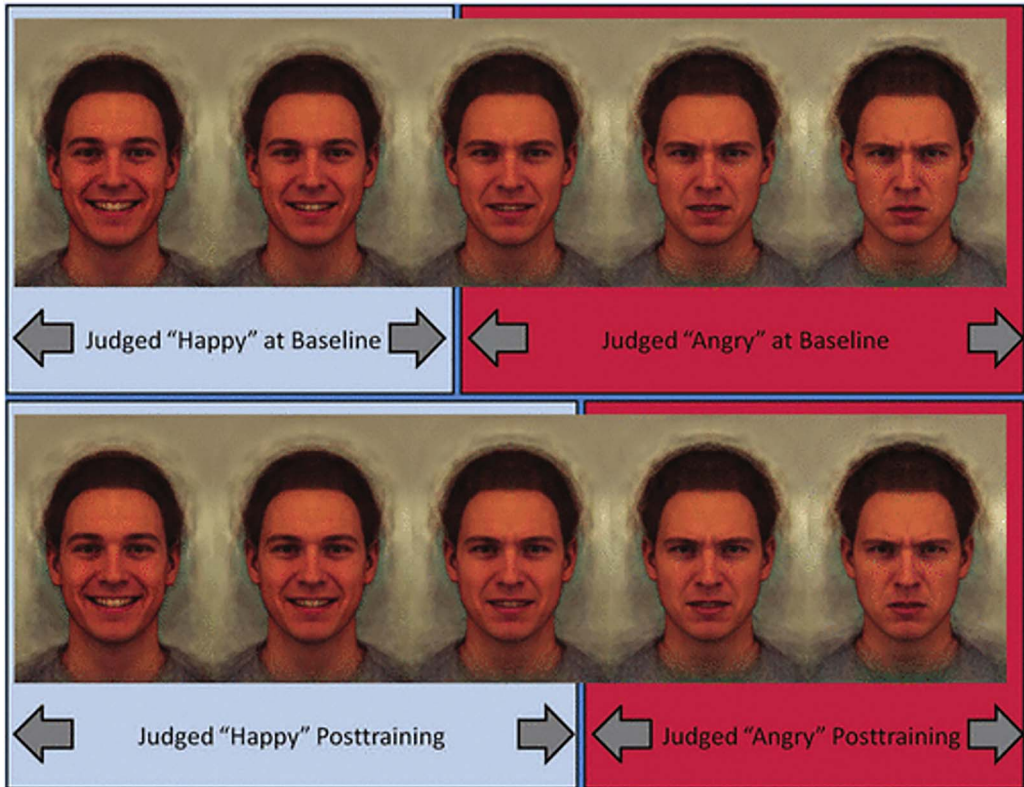 Judged “Happy” at Baseline
Judged “Angry” at Baseline
Judged “Happy” Posttraining
Judged “Angry” Posttraining